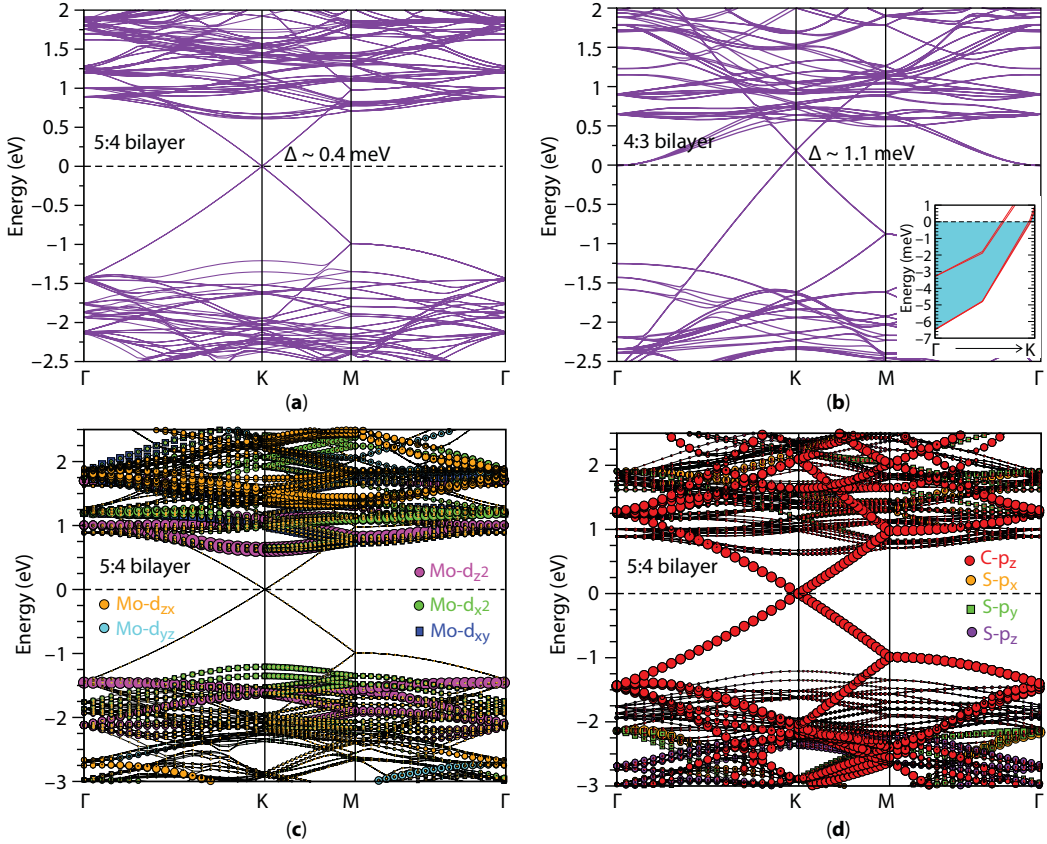 2
1.5
1
0.5
0
−0.5
−1
−1.5
−2
−2.5
Energy (eV)
5:4 bilayer
Δ ~ 0.4 meV
Γ
K
M
Γ
(a)
2
1.5
1
0.5
0
−0.5
−1
−1.5
−2
−2.5
Energy (eV)
4:3 bilayer
Δ ~ 1.1 meV
1
0
−1
−2
−3
−4
−5
−6
−7
Energy (meV)
Γ
K
Γ
K
M
Γ
(b)
2
1
0
−1
−2
−3
Energy (eV)
5:4 bilayer
Mo-dzx
Mo-dyz
Mo-dz2
Mo-dx2
Mo-dxy
Γ
K
M
Γ
(c)
2
1
0
−1
−2
−3
Energy (eV)
5:4 bilayer
C-pz
S-px
S-py
S-pz
Γ
K
M
Γ
(d)